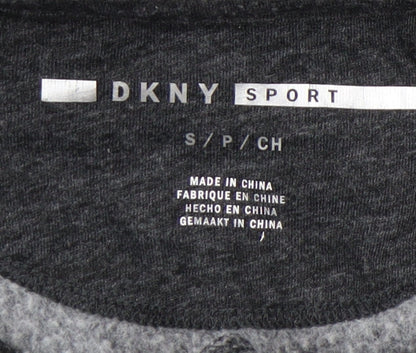 DKNY SPORT
S / P / CH
MADE IN CHINA
FABRIQUE EN CHINE
HECHO EN CHINA
GEMAAKT IN CHINA